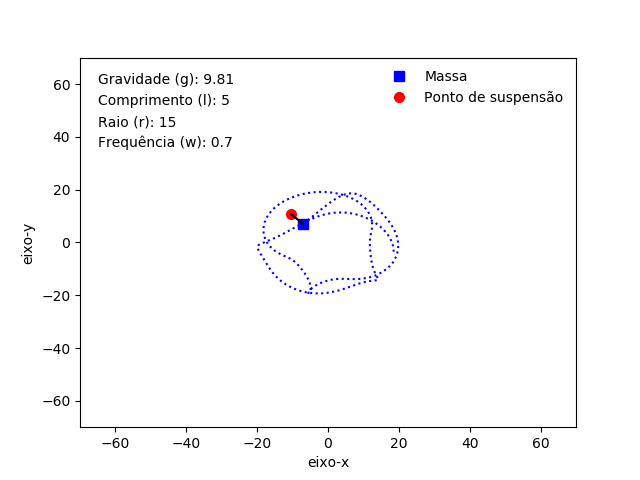 Gravidade (g): 9.81
Comprimento (l): 5
Raio (r): 15
Frequência (w): 0.7
Massa
Ponto de suspensão
60
40
20
0
−20
−40
−60
eixo-y
−60
−40
−20
0
20
40
60
eixo-x